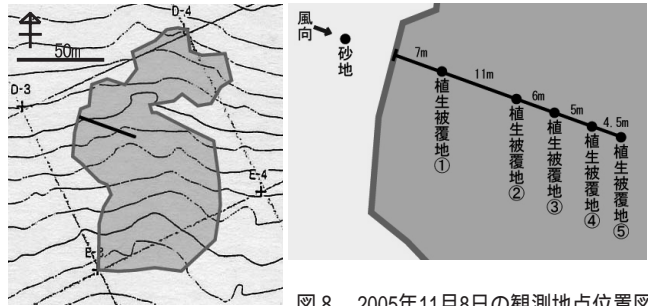 D-4
50m
D-3
E-4
E-3
風向
砂地
7m
11m
6m
5m
4.5m
植生被覆地①
植生被覆地②
植生被覆地③
植生被覆地④
植生被覆地⑤
図8 2005年11月8日の観測地点位置図